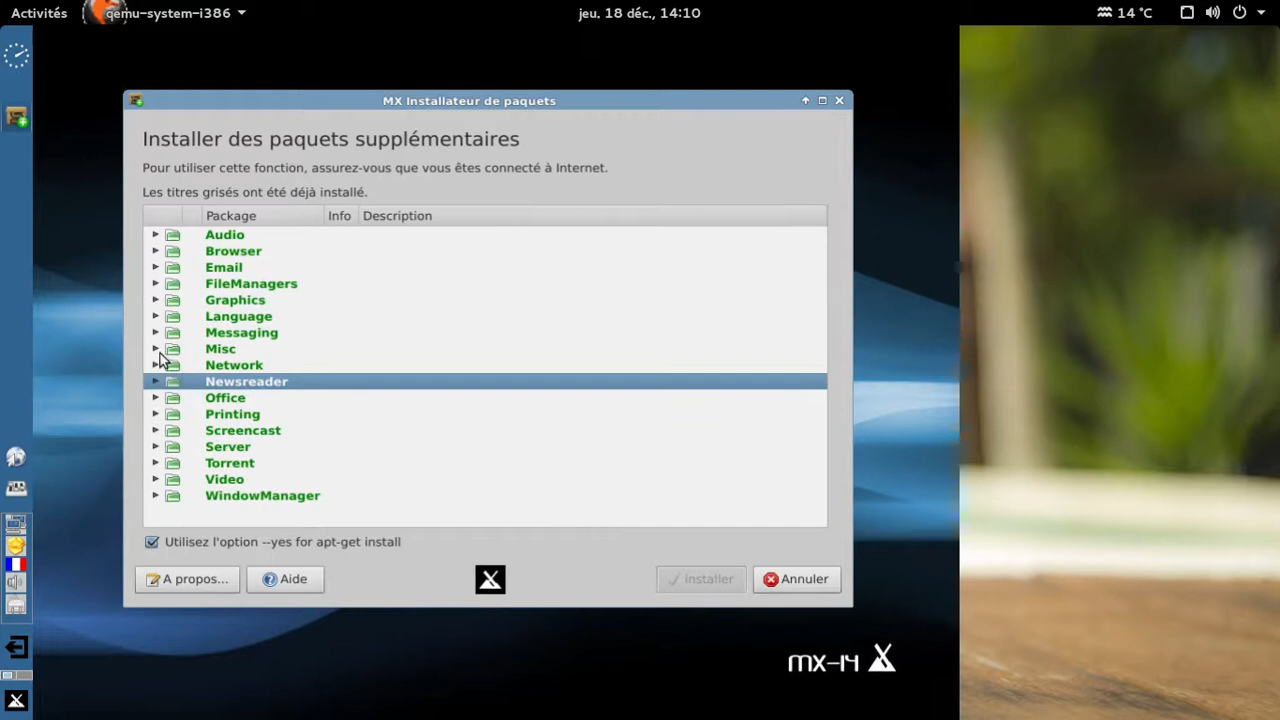 Activités qemu-system-i386 jeu. 18 déc., 14:10 14 °C
MX Installateur de paquets
Installer des paquets supplémentaires
Pour utiliser cette fonction, assurez-vous que vous êtes connecté à Internet.
Les titres grisés ont été déjà installé.
Package Info Description
Audio
Browser
Email
FileManagers
Graphics
Language
Messaging
Misc
Network
Newsreader
Office
Printing
Screencast
Server
Torrent
Video
WindowManager
Utilisez l'option --yes for apt-get install
A propos... Aide Installer Annuler
mx-14